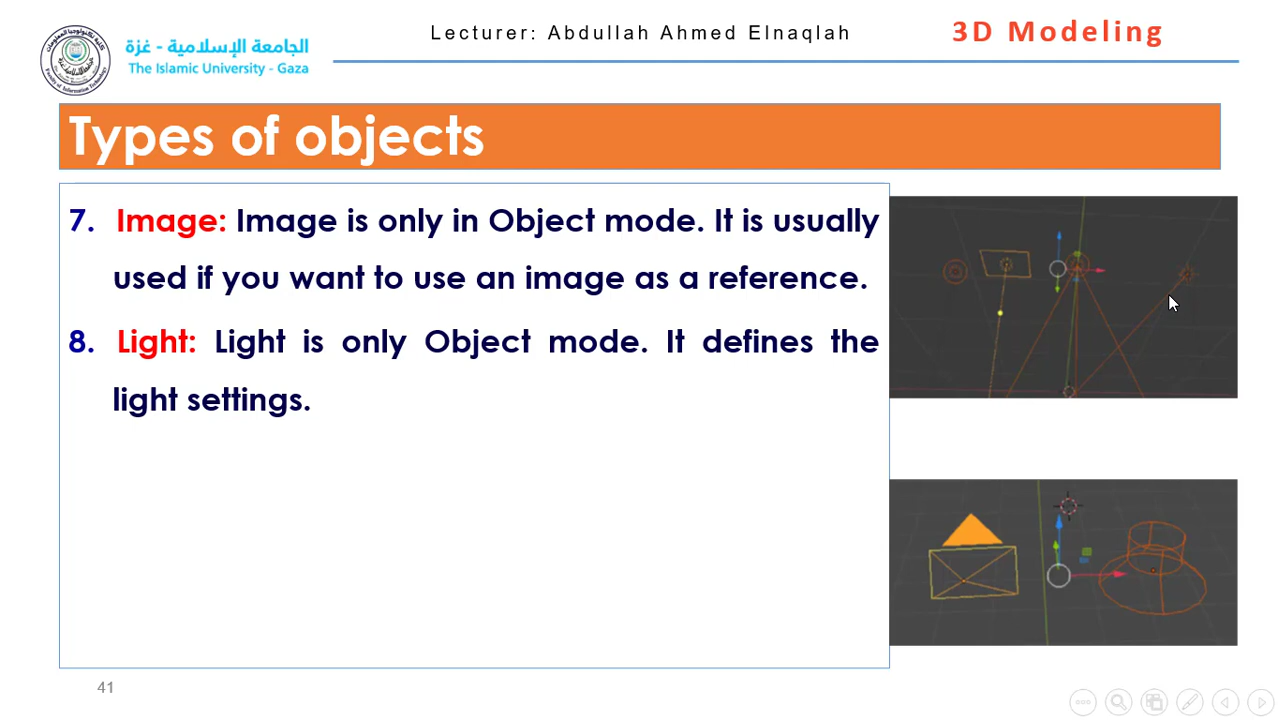 Lecturer: Abdullah Ahmed Elnaqlah
3D Modeling
الجامعة الإسلامية - غزة
The Islamic University - Gaza
Types of objects
7. Image: Image is only in Object mode. It is usually
used if you want to use an image as a reference.
8. Light: Light is only Object mode. It defines the
light settings.
41